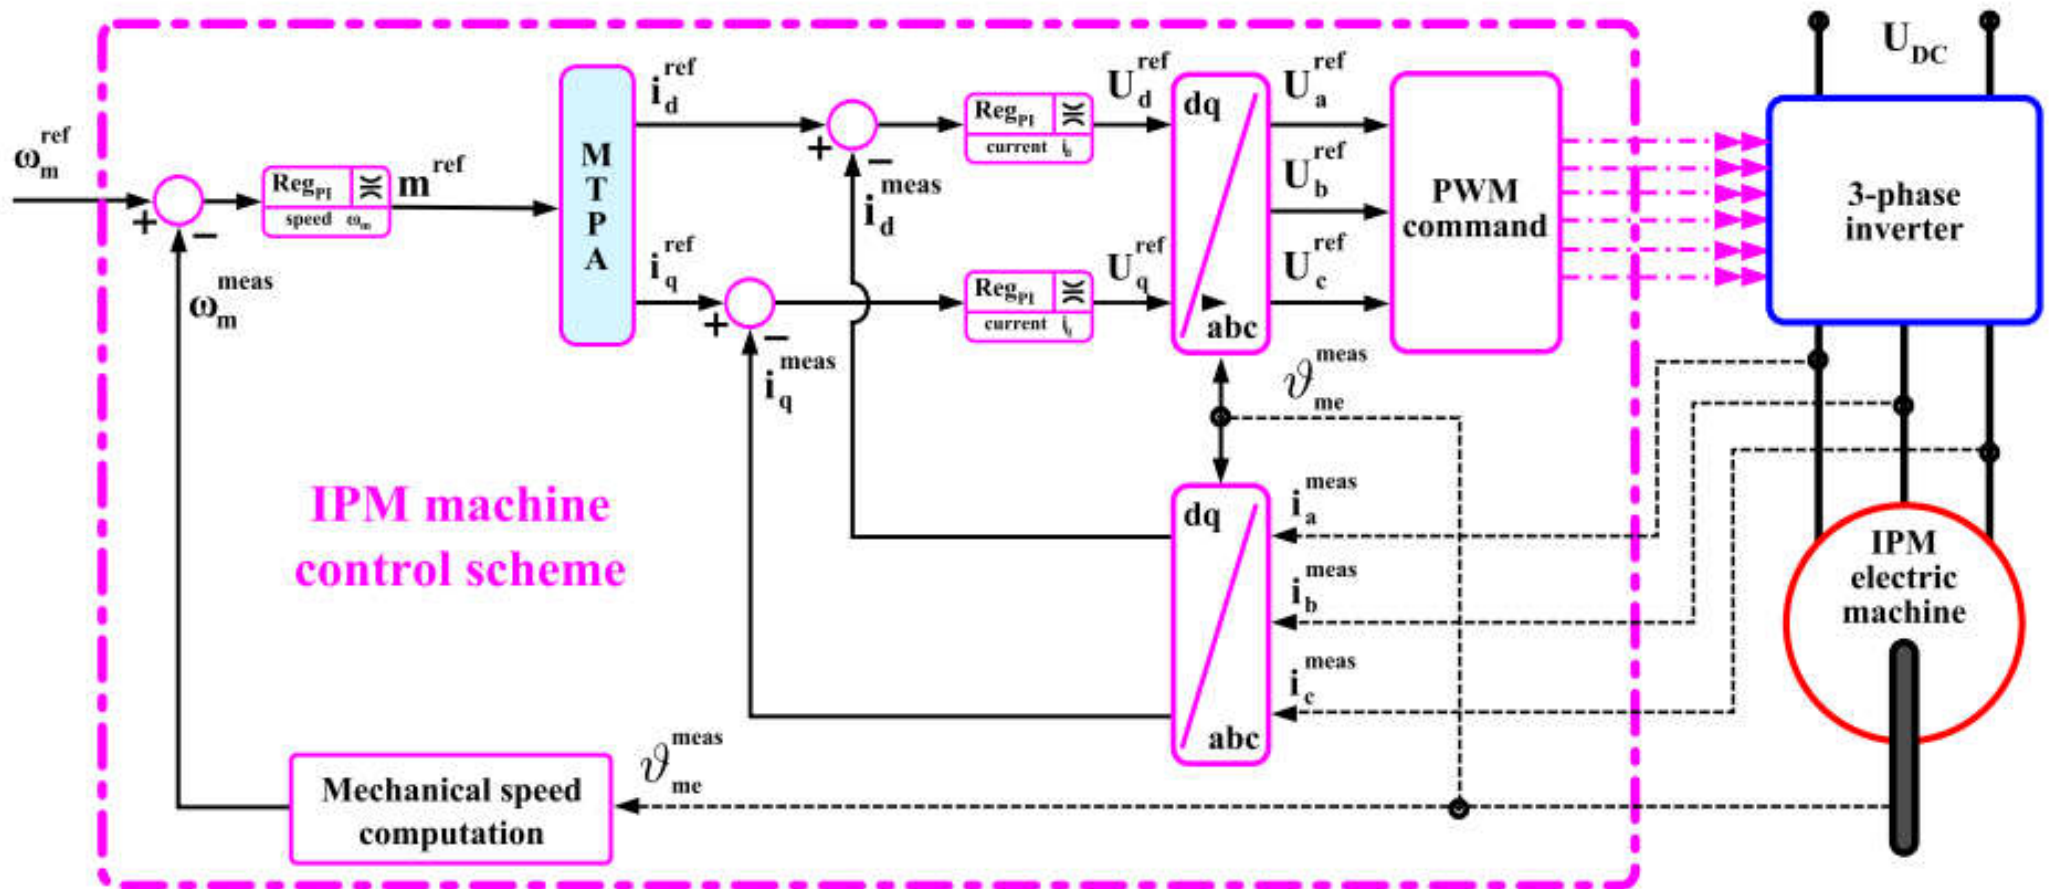 ω_m^ref
+
−
ω_m^meas
Reg_PI
speed ω_m
m^ref
M
T
P
A
i_d^ref
+
−
i_d^meas
i_q^ref
+
−
i_q^meas
Reg_PI
current i_d
U_d^ref
Reg_PI
current i_q
U_q^ref
dq
abc
U_a^ref
U_b^ref
U_c^ref
PWM
command
U_DC
3-phase
inverter
ϑ_me^meas
dq
abc
i_a^meas
i_b^meas
i_c^meas
IPM
electric
machine
IPM machine
control scheme
Mechanical speed
computation
ϑ_me^meas